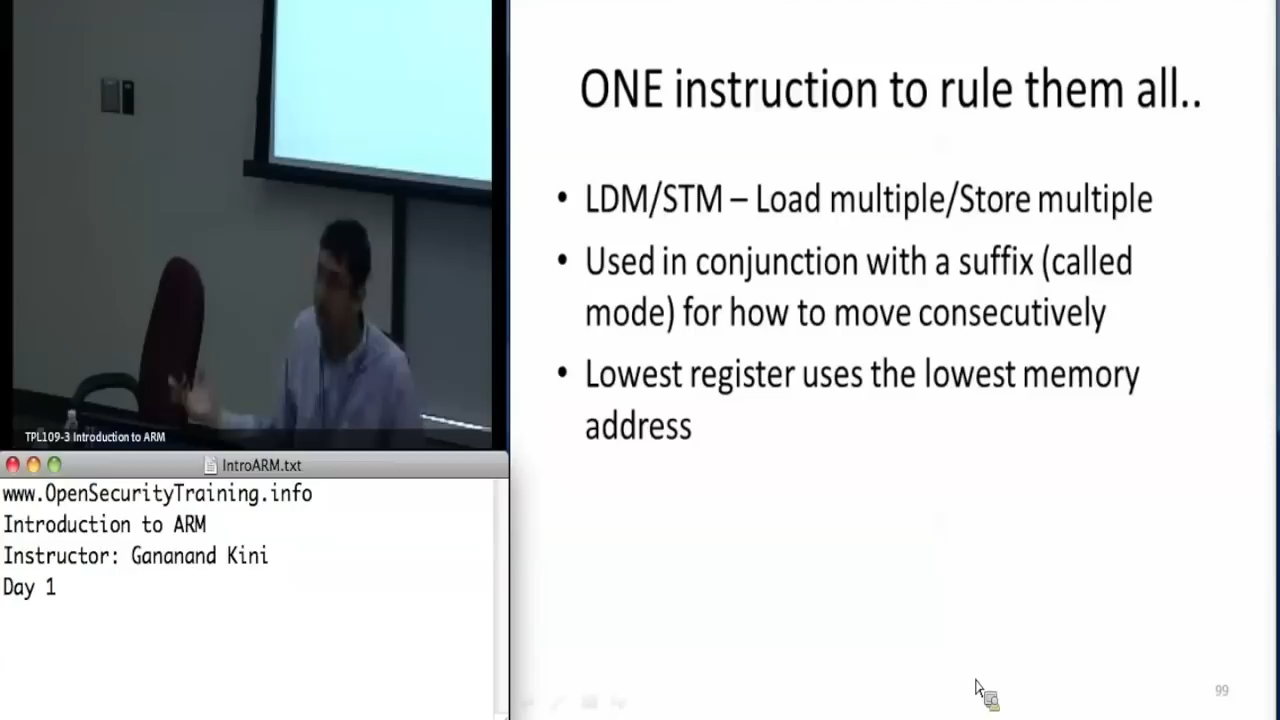 ONE instruction to rule them all..
• LDM/STM – Load multiple/Store multiple
• Used in conjunction with a suffix (called
mode) for how to move consecutively
• Lowest register uses the lowest memory
address
99
TPL109-3 Introduction to ARM
IntroARM.txt
www.OpenSecurityTraining.info
Introduction to ARM
Instructor: Gananand Kini
Day 1